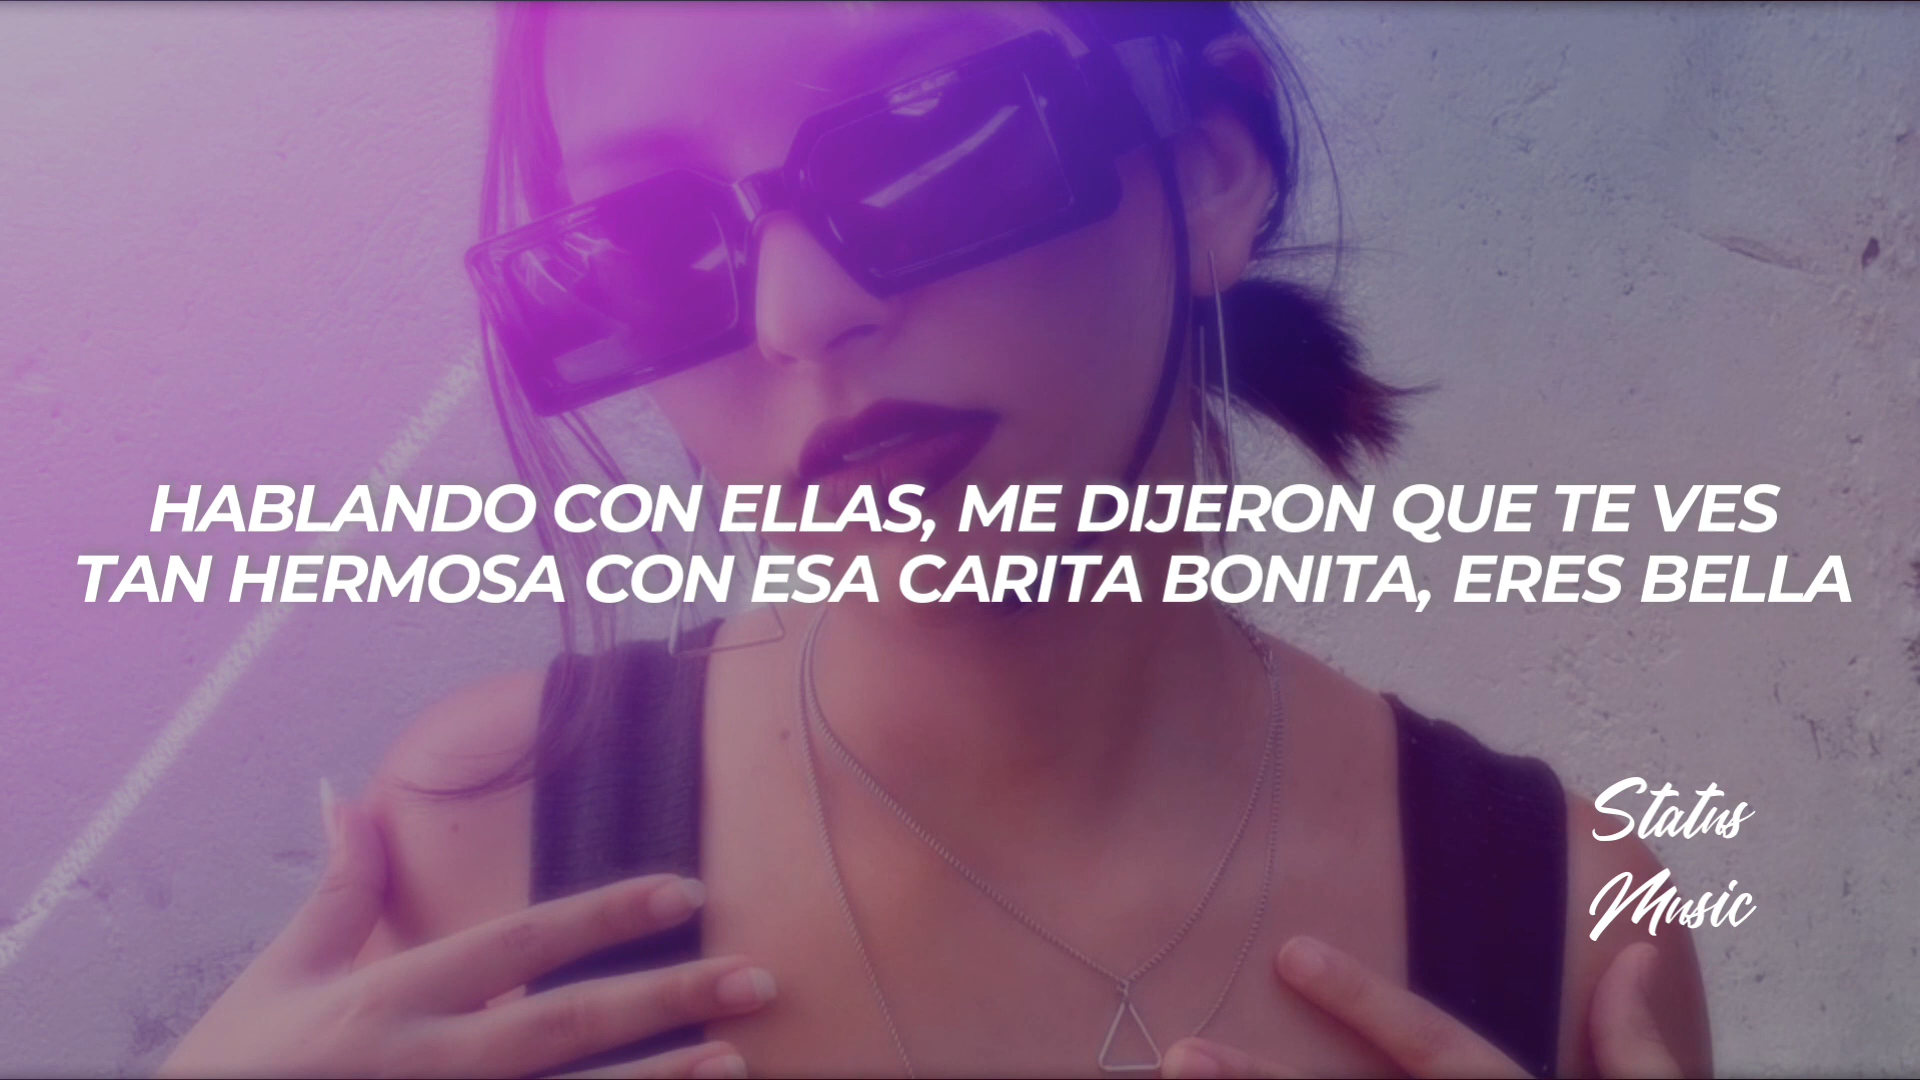 HABLANDO CON ELLAS, ME DIJERON QUE TE VES
TAN HERMOSA CON ESA CARITA BONITA, ERES BELLA
Status
Music